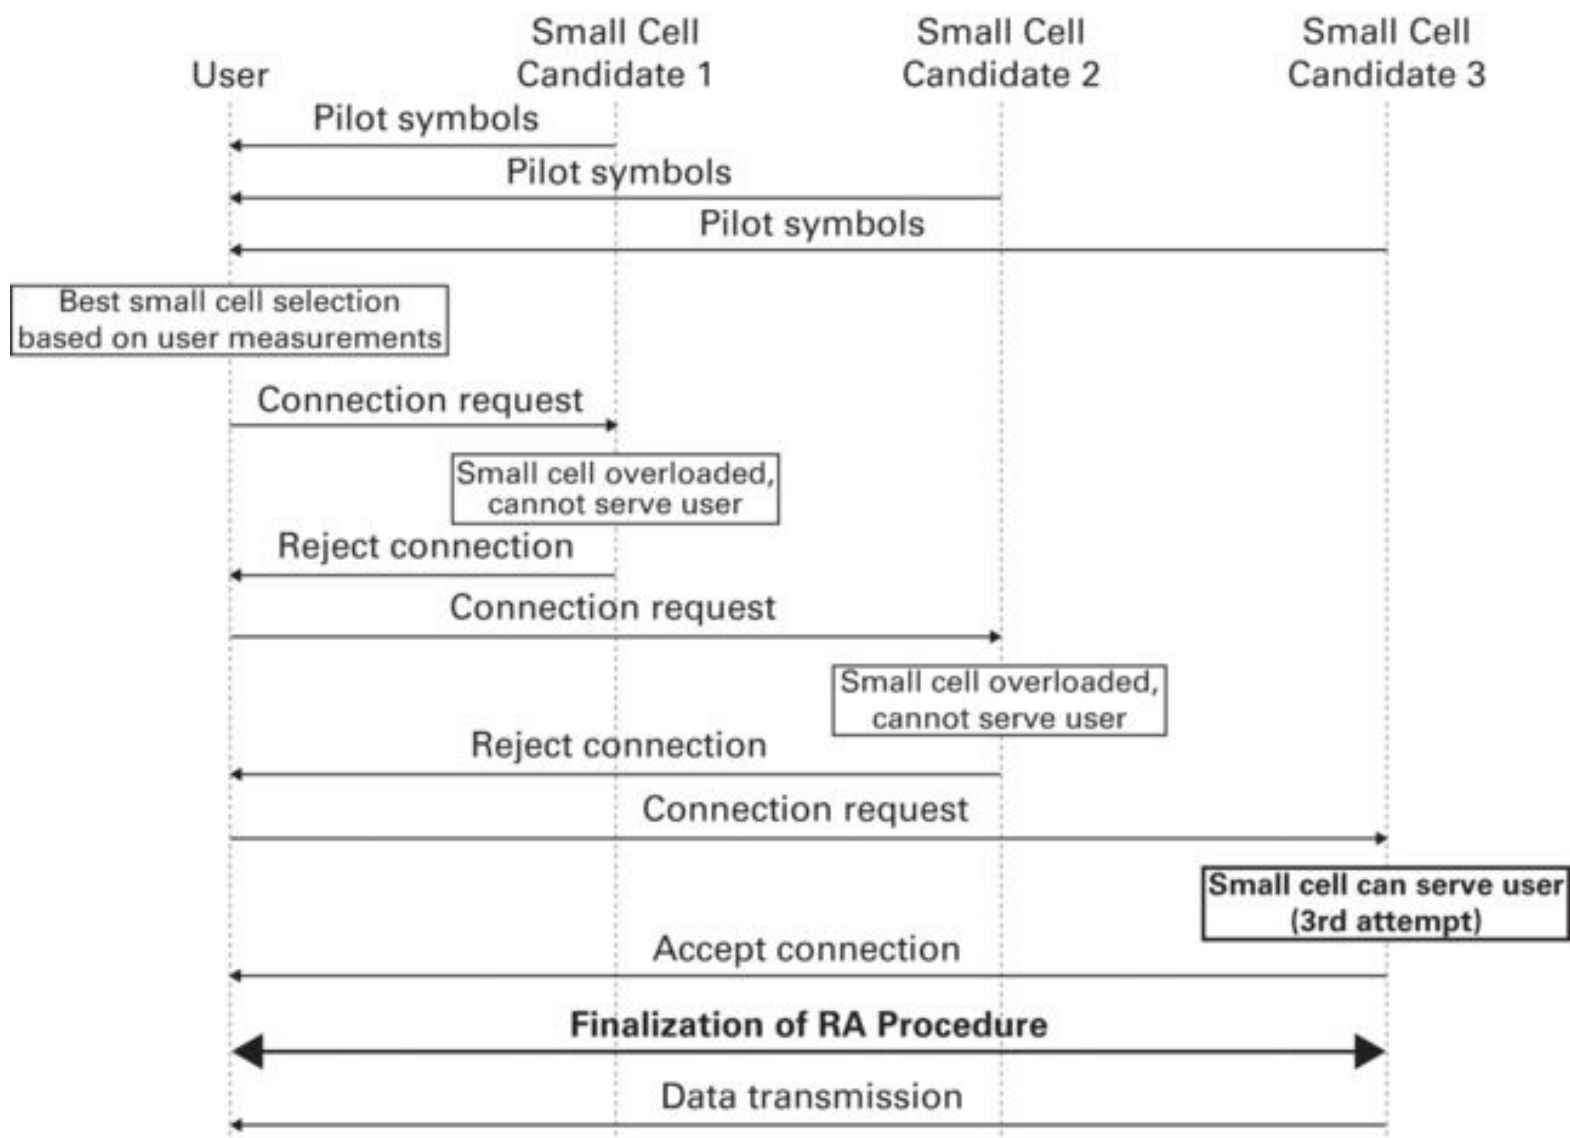 Small Cell
Small Cell
Small Cell
User
Candidate 1
Candidate 2
Candidate 3
Pilot symbols
Pilot symbols
Pilot symbols
Best small cell selection
based on user measurements
Connection request
Small cell overloaded,
cannot serve user
Reject connection
Connection request
Small cell overloaded,
cannot serve user
Reject connection
Connection request
Small cell can serve user
(3rd attempt)
Accept connection
Finalization of RA Procedure
Data transmission